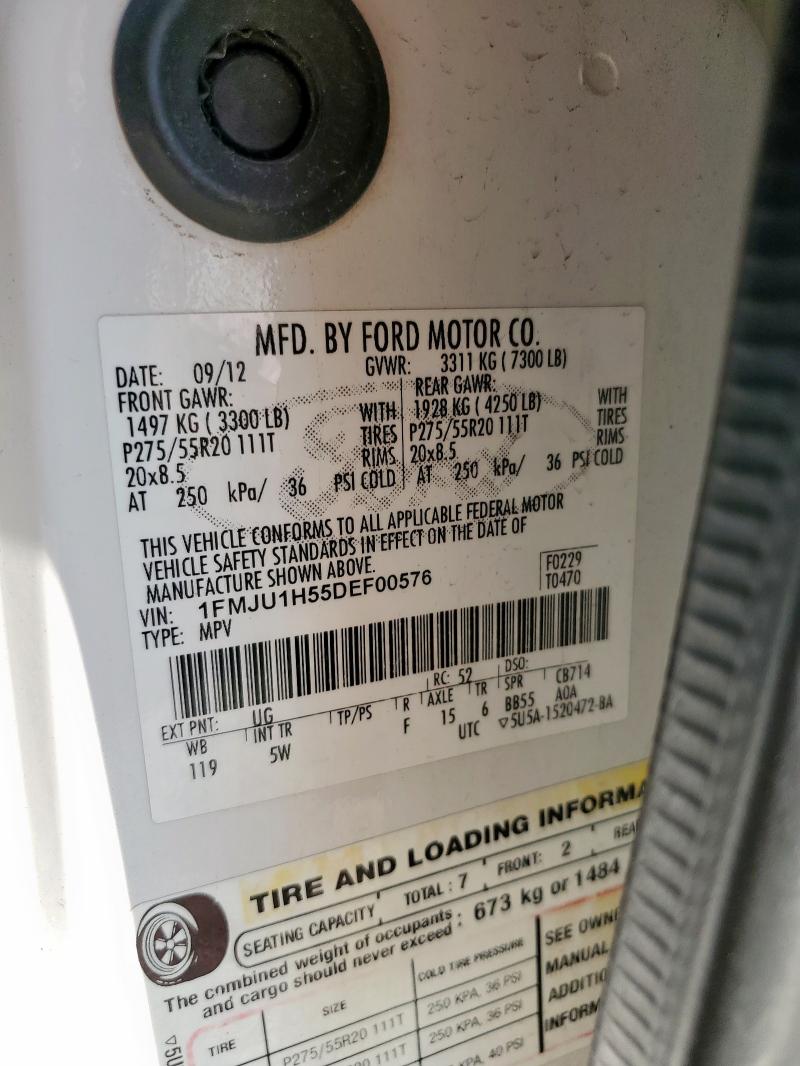 MFD. BY FORD MOTOR CO.
DATE: 09/12 GVWR: 3311 KG ( 7300 LB)
FRONT GAWR: REAR GAWR:
1497 KG ( 3300 LB) WITH 1928 KG ( 4250 LB) WITH
P275/55R20 111T TIRES P275/55R20 111T TIRES
20x8.5 RIMS 20x8.5 RIMS
AT 250 kPa/ 36 PSI COLD AT 250 kPa/ 36 PSI COLD
THIS VEHICLE CONFORMS TO ALL APPLICABLE FEDERAL MOTOR
VEHICLE SAFETY STANDARDS IN EFFECT ON THE DATE OF
MANUFACTURE SHOWN ABOVE.
VIN: 1FMJU1H55DEF00576 F0229
TYPE: MPV T0470
RC: 52 DSO:
EXT PNT: UG CB714
WB INT TR TP/PS R AXLE TR SPR
119 5W F 15 6 BB55 A0A
UTC ▽5U5A-1520472-BA
TIRE AND LOADING INFORMA
SEATING CAPACITY TOTAL : 7 FRONT: 2 REA
The combined weight of occupants
and cargo should never exceed : 673 kg or 1484
TIRE SIZE COLD TIRE PRESSURE SEE OWN
MANUAL
ADDITIO
INFORM
P275/55R20 111T 250 KPA, 36 PSI
111T 250 KPA, 36 PSI
KPA, 40 PSI
▽5U